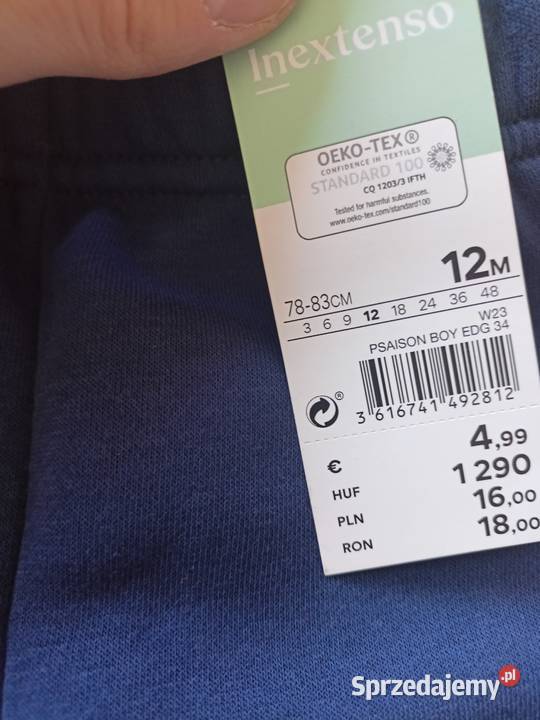 Inextenso
OEKO-TEX®
CONFIDENCE IN TEXTILES
STANDARD 100
CQ 1203/3 IFTH
Tested for harmful substances.
www.oeko-tex.com/standard100
12M
78-83CM
3 6 9 12 18 24 36 48
W23
PSAISON BOY EDG 34
®
3 616741 492812
€ 4,99
HUF 1 290
PLN 16,00
RON 18,00
Sprzedajemy.pl